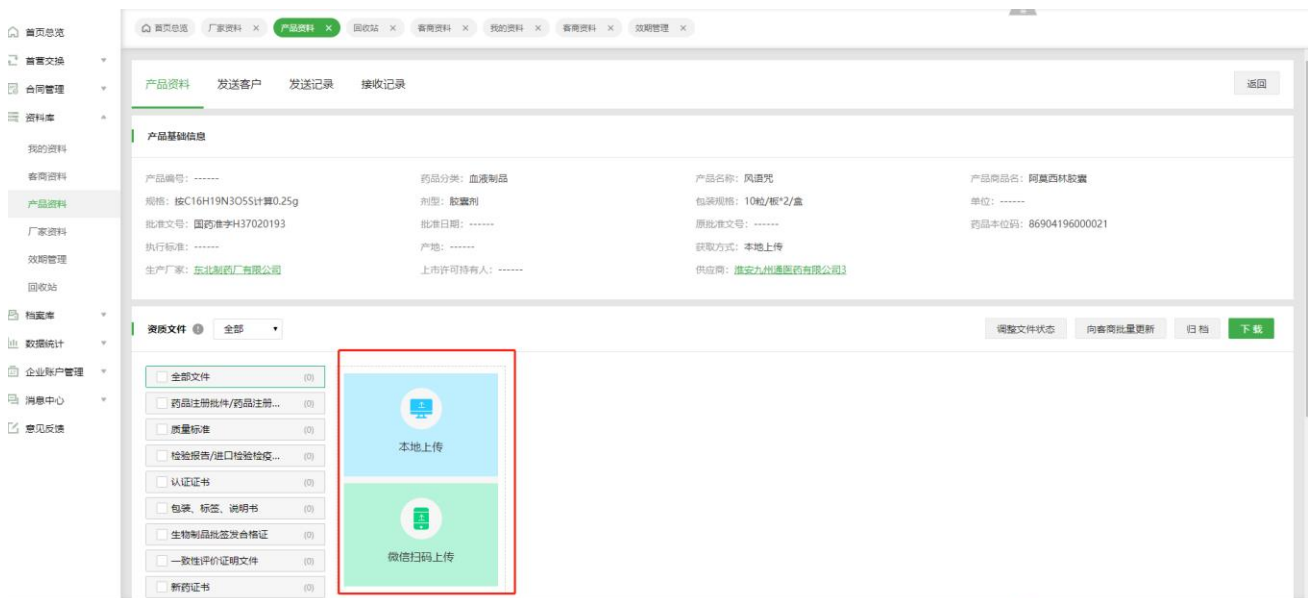 首页总览
首营交换
合同管理
资料库
我的资料
客商资料
产品资料
厂家资料
效期管理
回收站
档案库
数据统计
企业账户管理
消息中心
意见反馈
首页总览 厂家资料 × 产品资料 × 回收站 × 客商资料 × 我的资料 × 客商资料 × 效期管理 ×
产品资料 发送客户 发送记录 接收记录 返回
产品基础信息
产品编号: ------ 药品分类: 血液制品 产品名称: 风语咒 产品商品名: 阿莫西林胶囊
规格: 按C16H19N3O5S计算0.25g 剂型: 胶囊剂 包装规格: 10粒/板*2/盒 单位: ------
批准文号: 国药准字H37020193 批准日期: ------ 原批准文号: ------ 药品本位码: 86904196000021
执行标准: ------ 产地: ------ 获取方式: 本地上传
生产厂家: 东北制药厂有限公司 上市许可持有人: ------ 供应商: 淮安九州通医药有限公司3
资质文件 全部 调整文件状态 向客商批量更新 归档 下载
全部文件 (0)
药品注册批件/药品注册... (0)
质量标准 (0)
检验报告/进口检验检疫... (0)
认证证书 (0)
包装、标签、说明书 (0)
生物制品批签发合格证 (0)
一致性评价证明文件 (0)
新药证书 (0)
本地上传
微信扫码上传